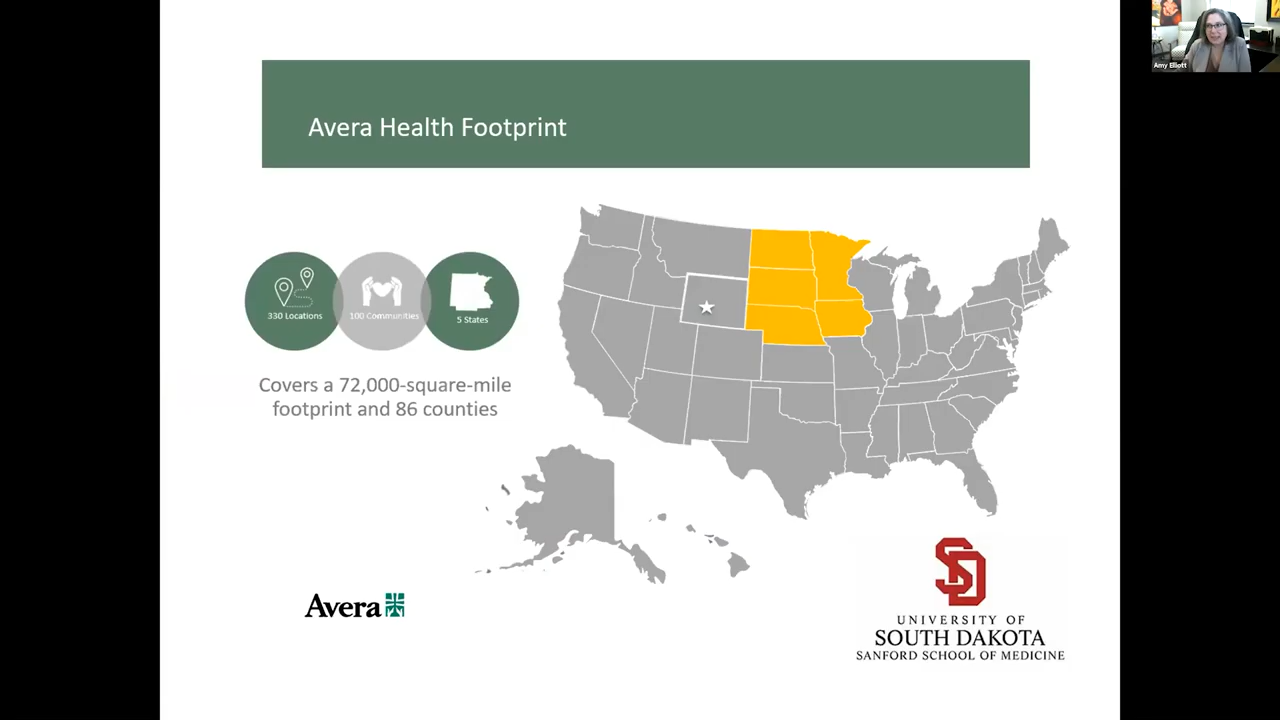 Amy Elliott
Avera Health Footprint
330 Locations
100 Communities
5 States
Covers a 72,000-square-mile
footprint and 86 counties
Avera
SD
UNIVERSITY OF
SOUTH DAKOTA
SANFORD SCHOOL OF MEDICINE